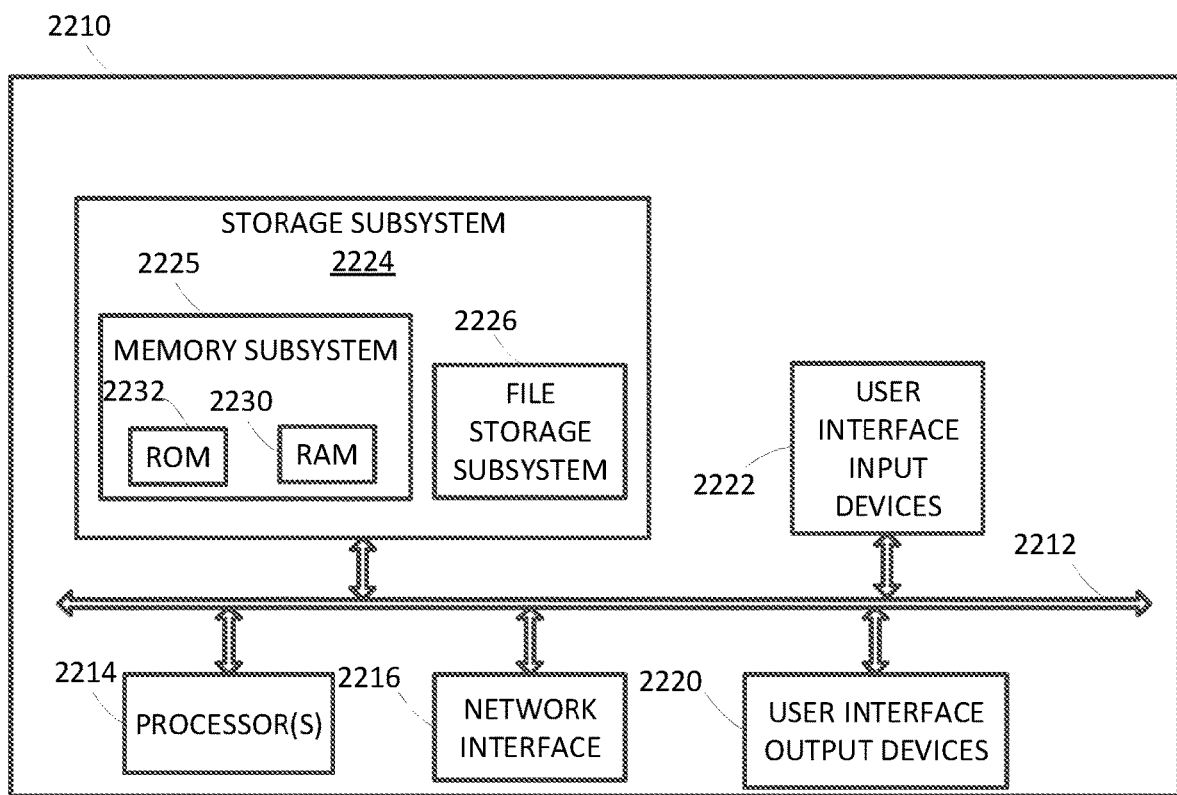 2210
STORAGE SUBSYSTEM
2224
2225
MEMORY SUBSYSTEM
2232
2230
ROM
RAM
2226
FILE
STORAGE
SUBSYSTEM
USER
INTERFACE
INPUT
DEVICES
2222
2212
2214
PROCESSOR(S)
2216
NETWORK
INTERFACE
2220
USER INTERFACE
OUTPUT DEVICES